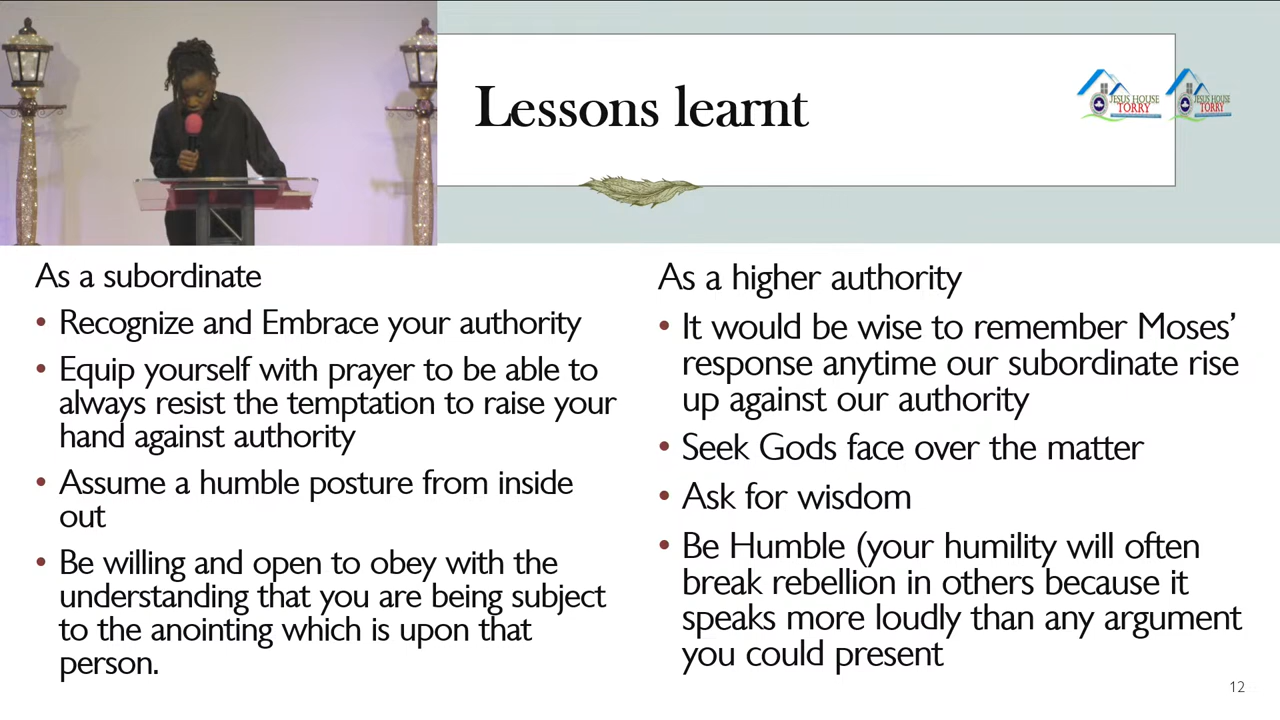 Lessons learnt
JESUS HOUSE
TORRY
JESUS HOUSE
TORRY
As a subordinate
• Recognize and Embrace your authority
• Equip yourself with prayer to be able to
always resist the temptation to raise your
hand against authority
• Assume a humble posture from inside
out
• Be willing and open to obey with the
understanding that you are being subject
to the anointing which is upon that
person.
As a higher authority
• It would be wise to remember Moses’
response anytime our subordinate rise
up against our authority
• Seek Gods face over the matter
• Ask for wisdom
• Be Humble (your humility will often
break rebellion in others because it
speaks more loudly than any argument
you could present
12